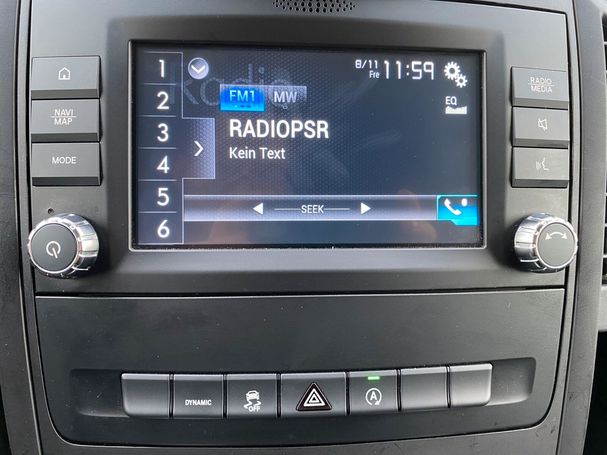 1
2
3
4
5
6
Radio
8/11
Fre
11:59
FM1 MW
EQ
RADIOPSR
Kein Text
SEEK
NAVI
MAP
MODE
RADIO
MEDIA
DYNAMIC
OFF
A